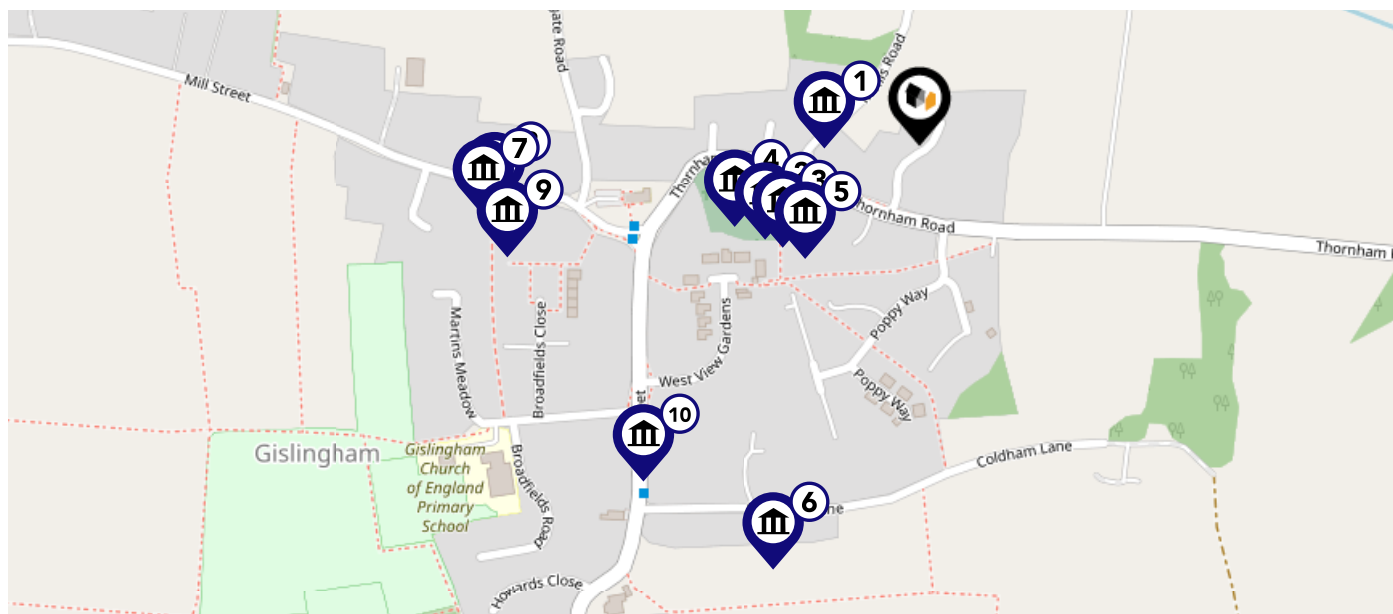 gate Road
Mill Street
1
Road
7
9
4
2
3
5
Thornham Road
Thornham
Martins Meadow
Broadfields Close
West View Gardens
Poppy Way
Poppy Way
10
Gislingham
Gislingham
Church
of England
Primary
School
Broadfields Road
Coldham Lane
6
Howards Close